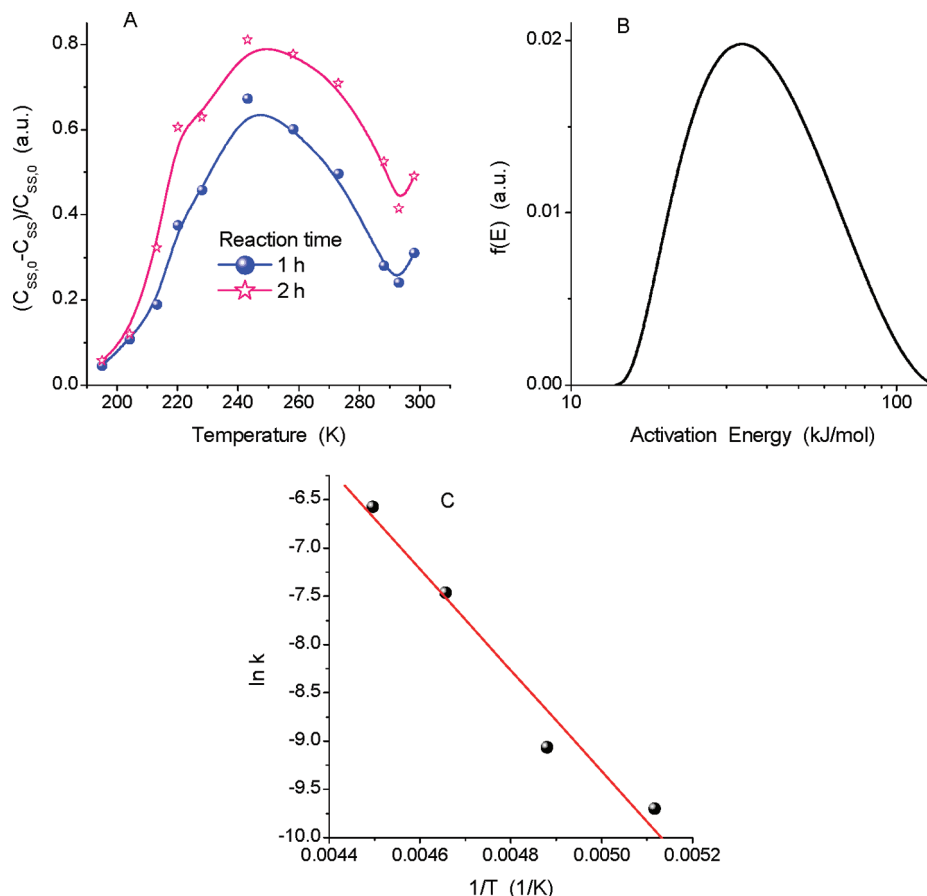 A
(C_SS,0-C_SS)/C_SS,0 (a.u.)
0.8
0.6
0.4
0.2
0.0
Reaction time
1 h
2 h
200 220 240 260 280 300
Temperature (K)
B
f(E) (a.u.)
0.02
0.01
0.00
10 100
Activation Energy (kJ/mol)
C
ln k
-6.5
-7.0
-7.5
-8.0
-8.5
-9.0
-9.5
-10.0
0.0044 0.0046 0.0048 0.0050 0.0052
1/T (1/K)